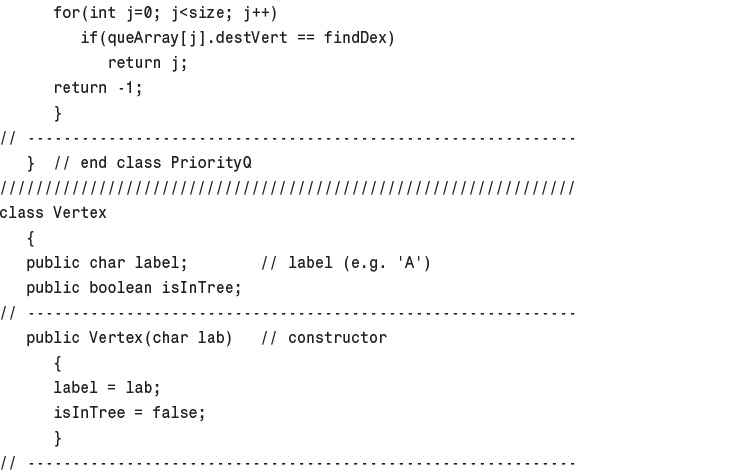 for(int j=0; j<size; j++)
if(queArray[j].destVert == findDex)
return j;
return -1;
}
// -------------------------------------------------------------
} // end class PriorityQ
////////////////////////////////////////////////////////////////
class Vertex
{
public char label; // label (e.g. 'A')
public boolean isInTree;
// -------------------------------------------------------------
public Vertex(char lab) // constructor
{
label = lab;
isInTree = false;
}
// -------------------------------------------------------------